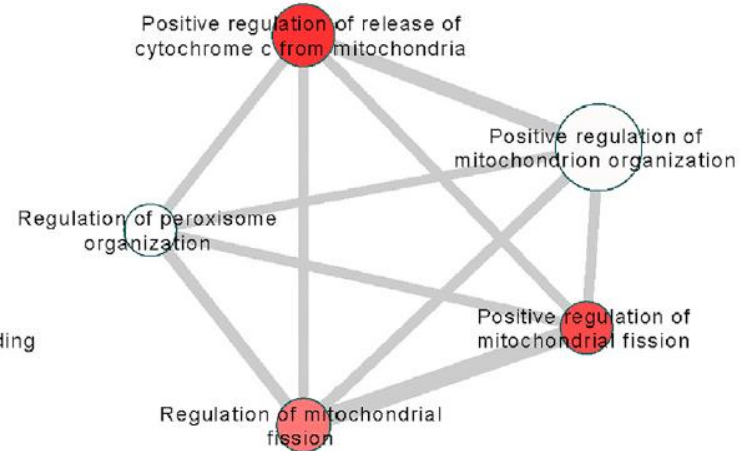 Positive regulation of release of
cytochrome c from mitochondria
Positive regulation of
mitochondrion organization
Regulation of peroxisome
organization
Positive regulation of
mitochondrial fission
ding
Regulation of mitochondrial
fission